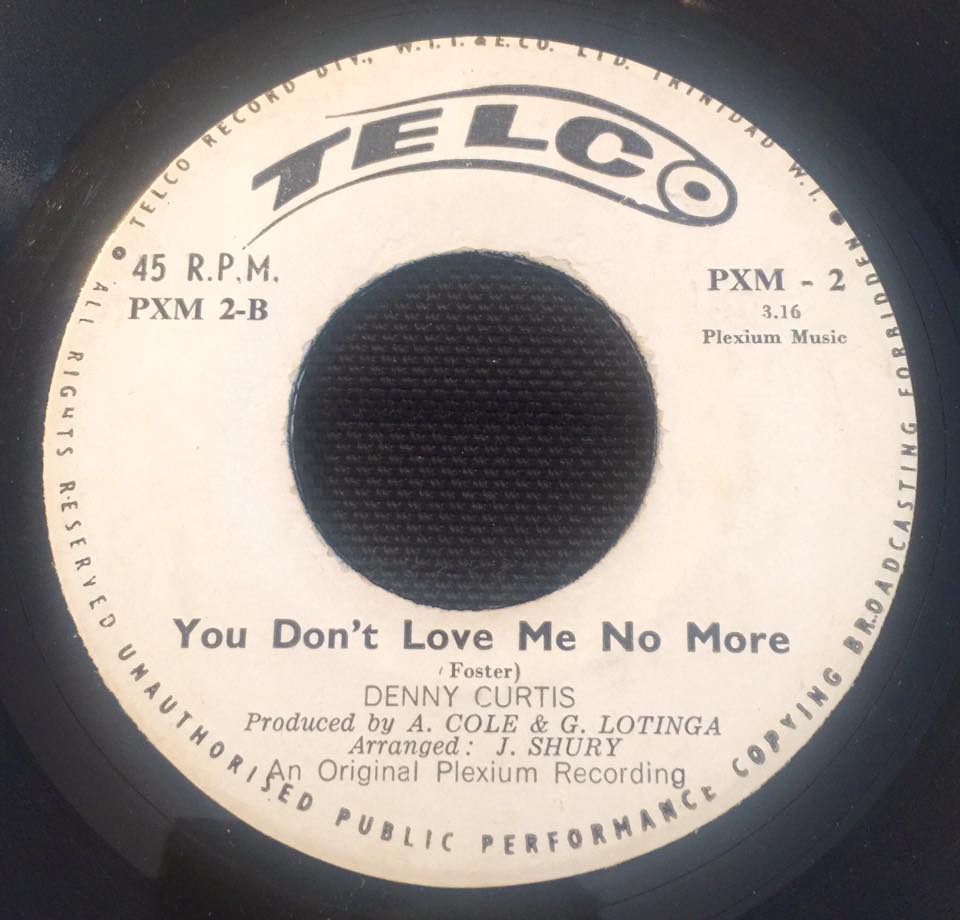 TELCO RECORD DIV., W.I.T. & E. CO. LTD. TRINIDAD W.I.
TELCO
45 R.P.M.
PXM 2-B
PXM - 2
3.16
Plexium Music
You Don't Love Me No More
(Foster)
DENNY CURTIS
Produced by A. COLE & G. LOTINGA
Arranged: J. SHURY
An Original Plexium Recording
ALL RIGHTS RESERVED UNAUTHORISED PUBLIC PERFORMANCE COPYING BROADCASTING FORBIDDEN